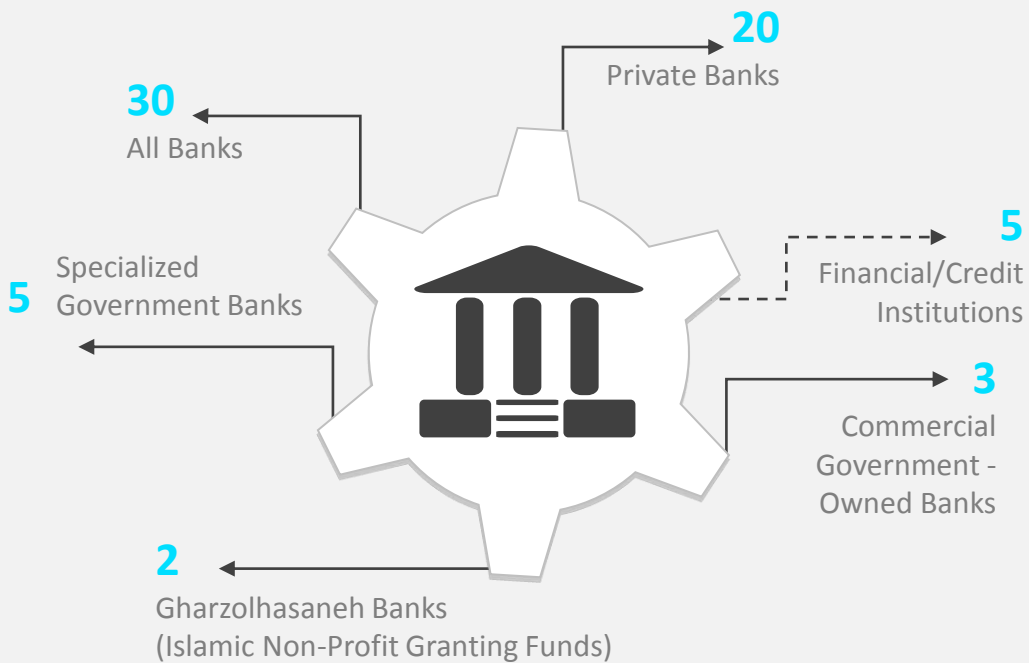 20
Private Banks
30
All Banks
5
Financial/Credit
Institutions
5
Specialized
Government Banks
3
Commercial
Government -
Owned Banks
2
Gharzolhasaneh Banks
(Islamic Non-Profit Granting Funds)